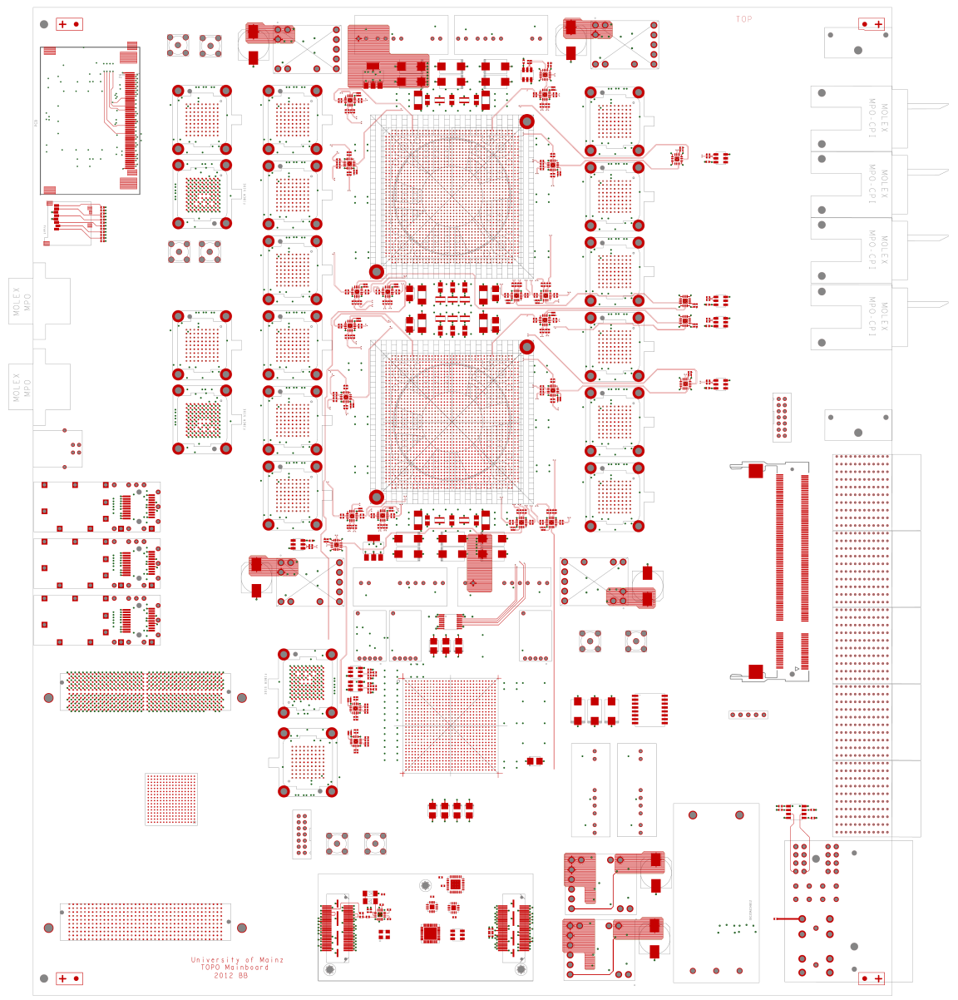 TOP
MOLEX
MPO-CPI
MOLEX
MPO-CPI
MOLEX
MPO-CPI
MOLEX
MPO-CPI
MOLEX
MPO
MOLEX
MPO
University of Mainz
TOPO Mainboard
2012 BB